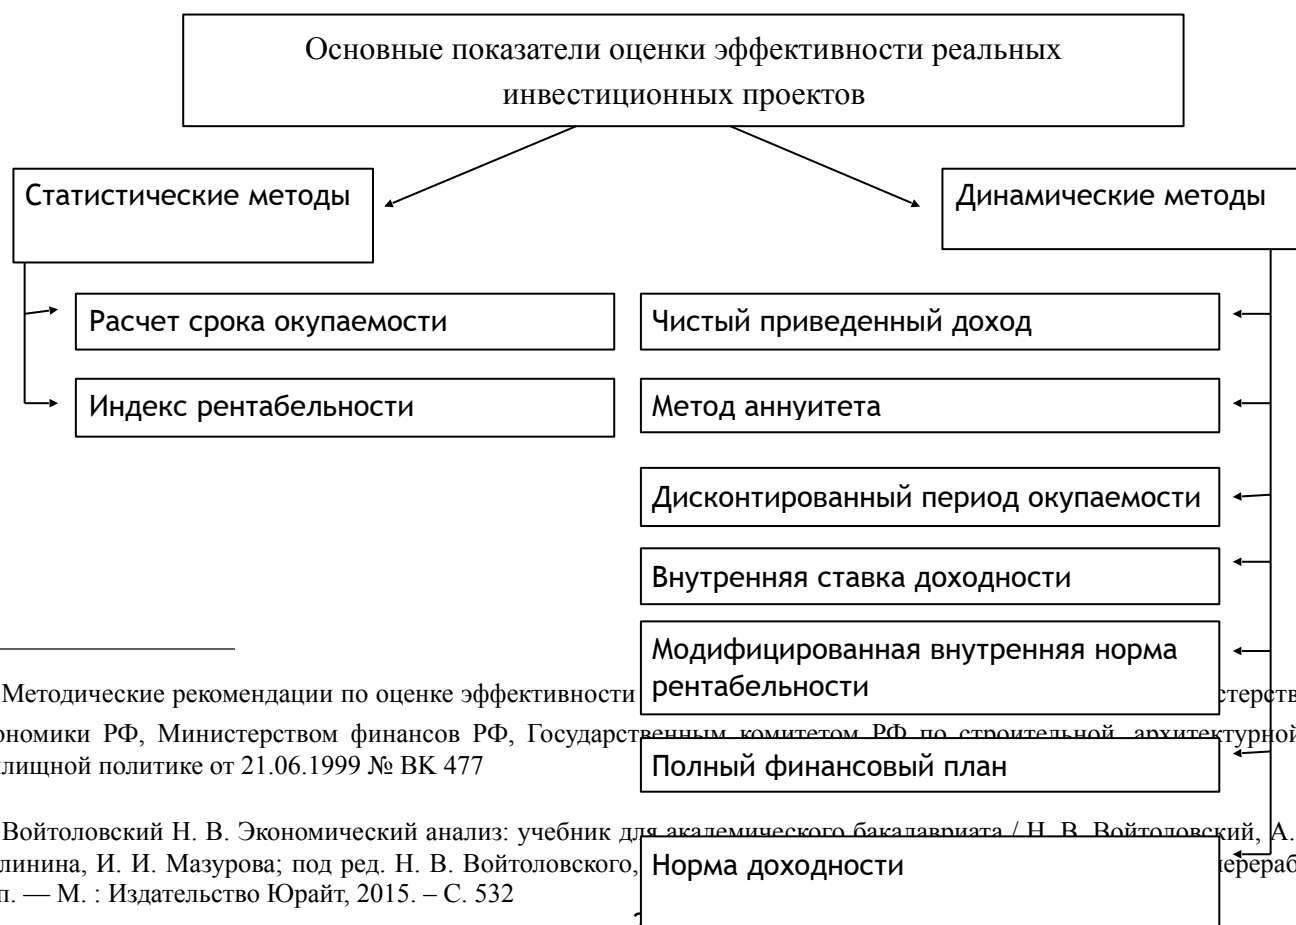 Основные показатели оценки эффективности реальных
инвестиционных проектов
Статистические методы
Динамические методы
Расчет срока окупаемости
Чистый приведенный доход
Индекс рентабельности
Метод аннуитета
Дисконтированный период окупаемости
Внутренняя ставка доходности
Модифицированная внутренняя норма
рентабельности
Полный финансовый план
Норма доходности
Методические рекомендации по оценке эффективности стерств
ономики РФ, Министерством финансов РФ, Государственным комитетом РФ по строительной, архитектурной
лищной политике от 21.06.1999 № ВК 477
Войтоловский Н. В. Экономический анализ: учебник для академического бакалавриата / Н. В. Войтоловский, А.
линина, И. И. Мазурова; под ред. Н. В. Войтоловского, перераб
п. — М. : Издательство Юрайт, 2015. – С. 532